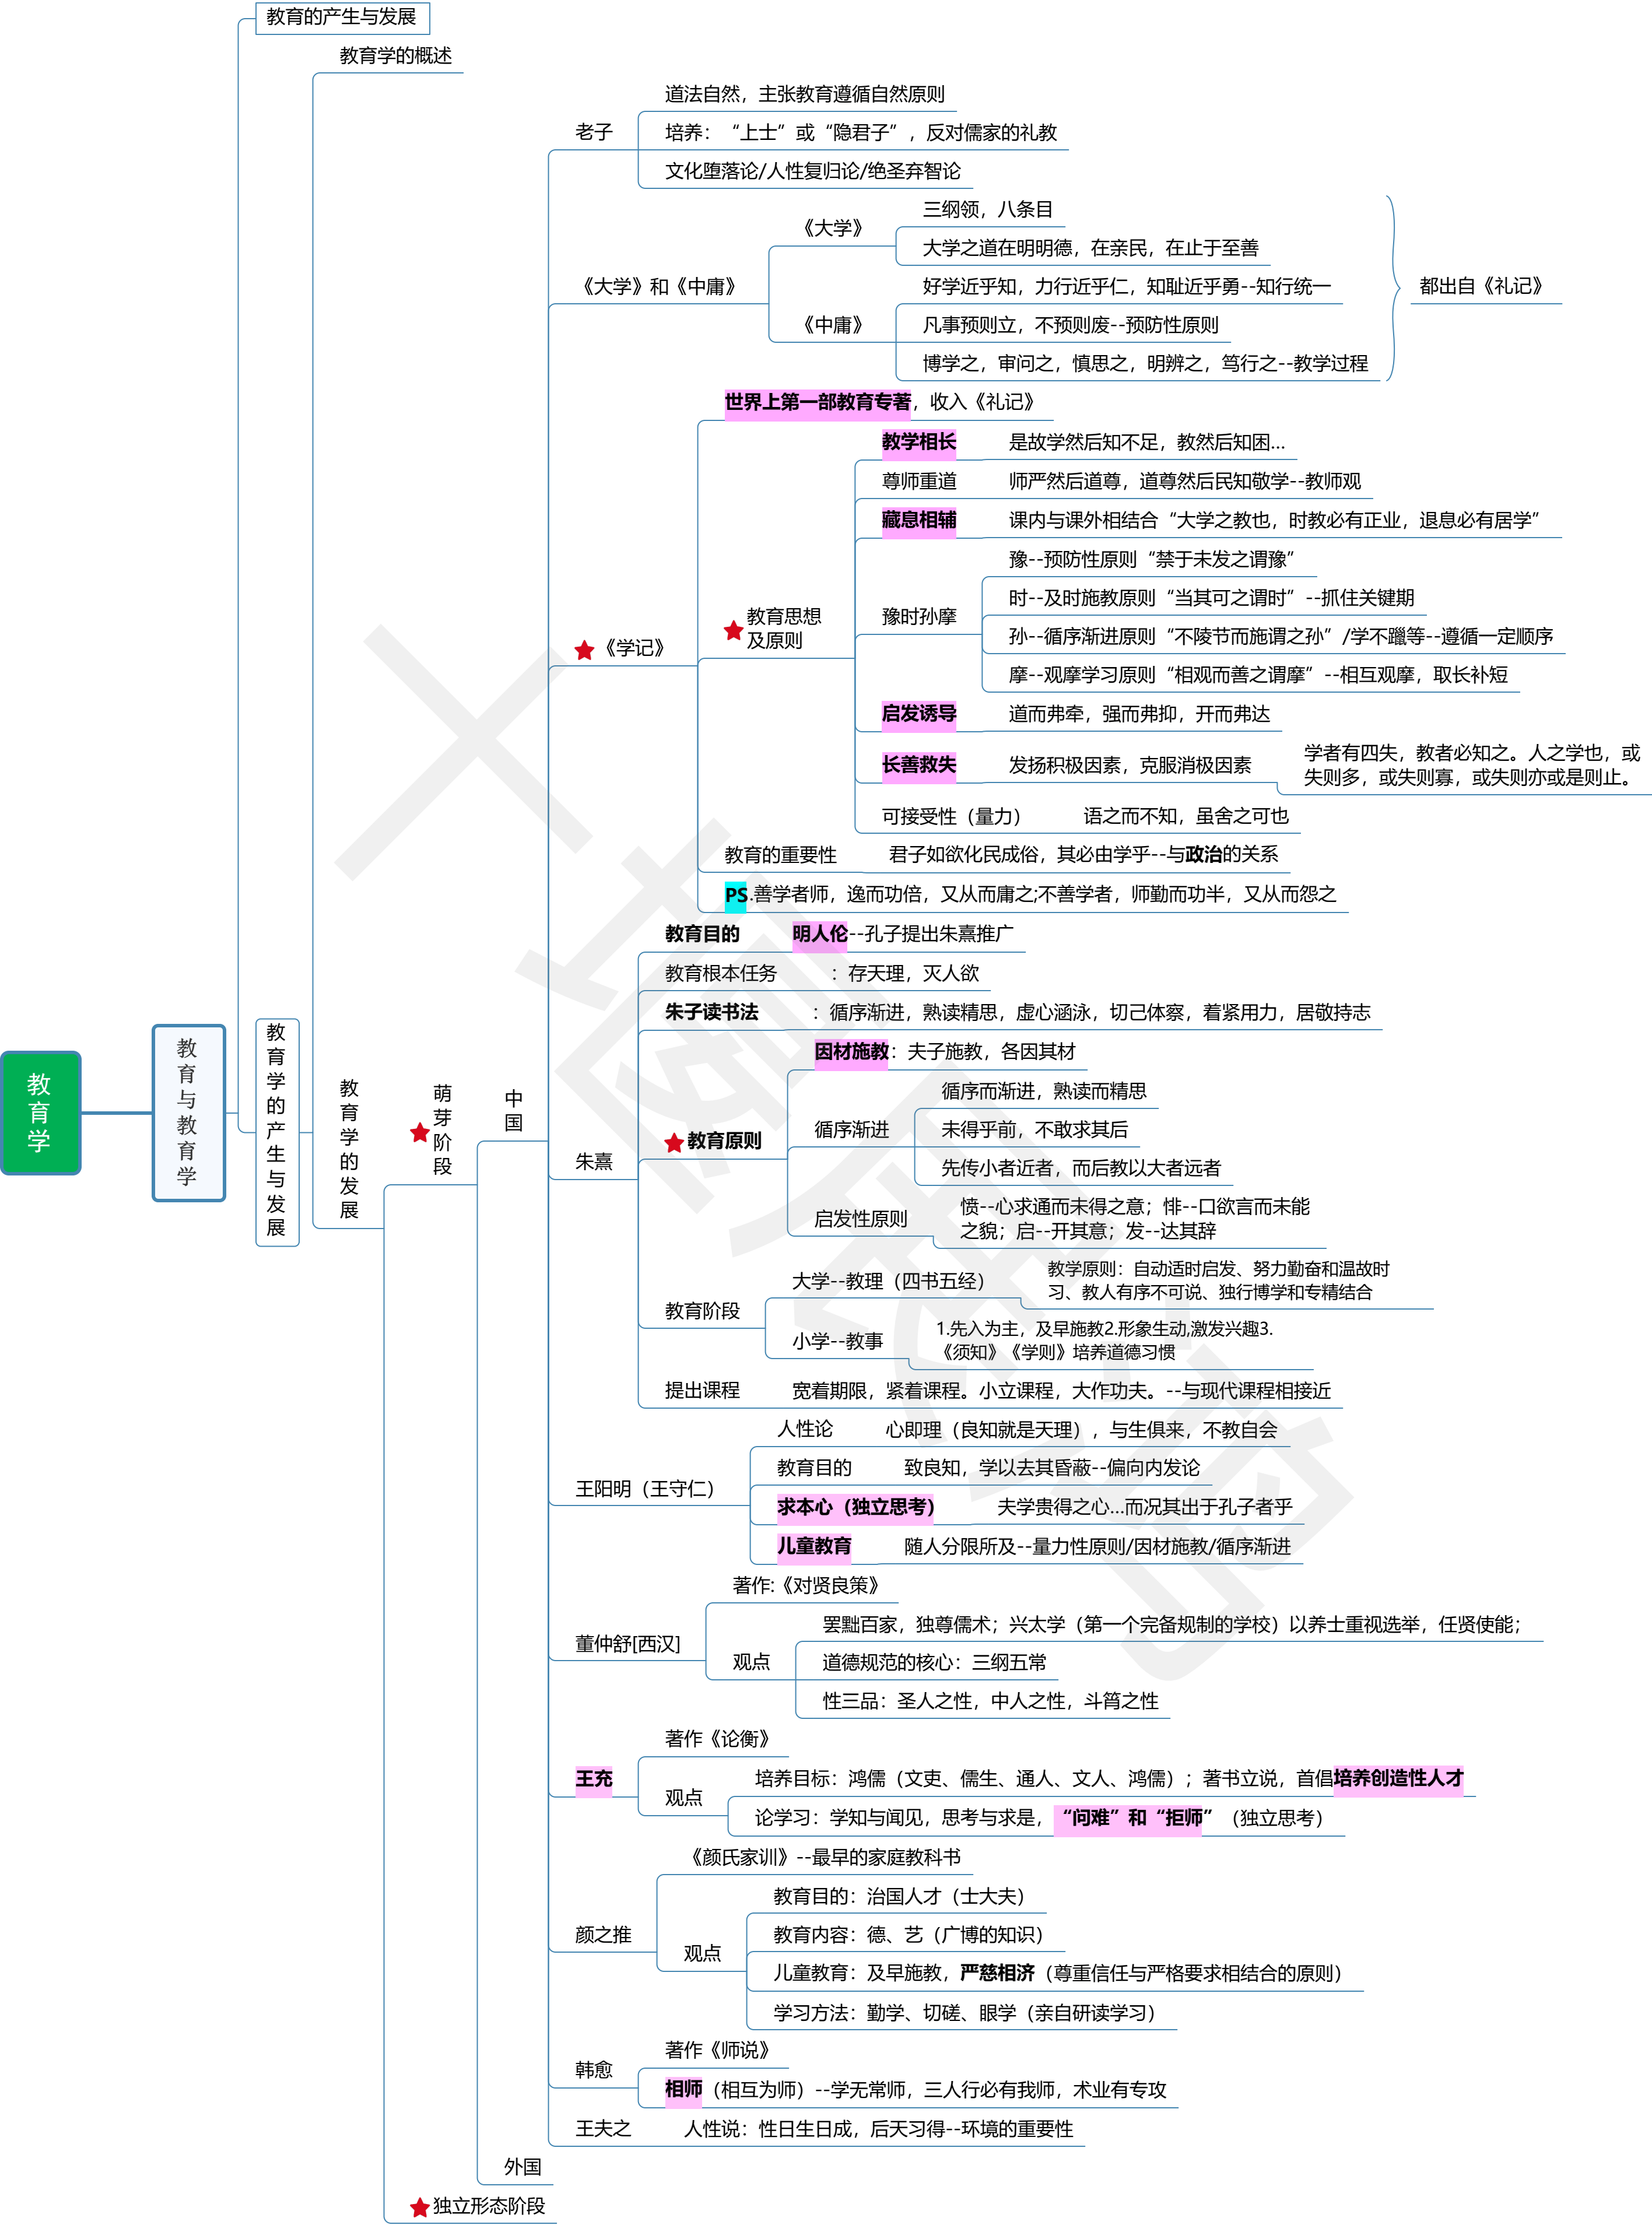 教育的产生与发展
教育学的概述
道法自然，主张教育遵循自然原则
老子
培养：“上士”或“隐君子”，反对儒家的礼教
文化堕落论/人性复归论/绝圣弃智论
三纲领，八条目
《大学》
大学之道在明明德，在亲民，在止于至善
《大学》和《中庸》
好学近乎知，力行近乎仁，知耻近乎勇--知行统一
都出自《礼记》
《中庸》
凡事预则立，不预则废--预防性原则
博学之，审问之，慎思之，明辨之，笃行之--教学过程
世界上第一部教育专著，收入《礼记》
教学相长
是故学然后知不足，教然后知困...
尊师重道
师严然后道尊，道尊然后民知敬学--教师观
藏息相辅
课内与课外相结合“大学之教也，时教必有正业，退息必有居学”
豫--预防性原则“禁于未发之谓豫”
时--及时施教原则“当其可之谓时”--抓住关键期
教育思想
及原则
豫时孙摩
《学记》
孙--循序渐进原则“不陵节而施谓之孙”/学不躐等--遵循一定顺序
摩--观摩学习原则“相观而善之谓摩”--相互观摩，取长补短
启发诱导
道而弗牵，强而弗抑，开而弗达
长善救失
发扬积极因素，克服消极因素
学者有四失，教者必知之。人之学也，或
失则多，或失则寡，或失则亦或是则止。
可接受性（量力）
语之而不知，虽舍之可也
教育的重要性
君子如欲化民成俗，其必由学乎--与政治的关系
PS.善学者师，逸而功倍，又从而庸之;不善学者，师勤而功半，又从而怨之
教育目的
明人伦--孔子提出朱熹推广
教育根本任务
：存天理，灭人欲
朱子读书法
：循序渐进，熟读精思，虚心涵泳，切己体察，着紧用力，居敬持志
因材施教：夫子施教，各因其材
循序而渐进，熟读而精思
循序渐进
未得乎前，不敢求其后
教育原则
先传小者近者，而后教以大者远者
朱熹
启发性原则
愤--心求通而未得之意；悱--口欲言而未能
之貌；启--开其意；发--达其辞
大学--教理（四书五经）
教学原则：自动适时启发、努力勤奋和温故时
习、教人有序不可说、独行博学和专精结合
教育阶段
小学--教事
1.先入为主，及早施教2.形象生动,激发兴趣3.
《须知》《学则》培养道德习惯
提出课程
宽着期限，紧着课程。小立课程，大作功夫。--与现代课程相接近
教育学
教育与教育学
教育学的产生与发展
教育学的发展
萌芽阶段
中国
人性论
心即理（良知就是天理），与生俱来，不教自会
教育目的
致良知，学以去其昏蔽--偏向内发论
王阳明（王守仁）
求本心（独立思考）
夫学贵得之心...而况其出于孔子者乎
儿童教育
随人分限所及--量力性原则/因材施教/循序渐进
著作:《对贤良策》
罢黜百家，独尊儒术；兴太学（第一个完备规制的学校）以养士重视选举，任贤使能；
董仲舒[西汉]
观点
道德规范的核心：三纲五常
性三品：圣人之性，中人之性，斗筲之性
著作《论衡》
王充
观点
培养目标：鸿儒（文吏、儒生、通人、文人、鸿儒）；著书立说，首倡培养创造性人才
论学习：学知与闻见，思考与求是，“问难”和“拒师”（独立思考）
《颜氏家训》--最早的家庭教科书
教育目的：治国人才（士大夫）
颜之推
教育内容：德、艺（广博的知识）
观点
儿童教育：及早施教，严慈相济（尊重信任与严格要求相结合的原则）
学习方法：勤学、切磋、眼学（亲自研读学习）
著作《师说》
韩愈
相师（相互为师）--学无常师，三人行必有我师，术业有专攻
王夫之
人性说：性日生日成，后天习得--环境的重要性
外国
独立形态阶段